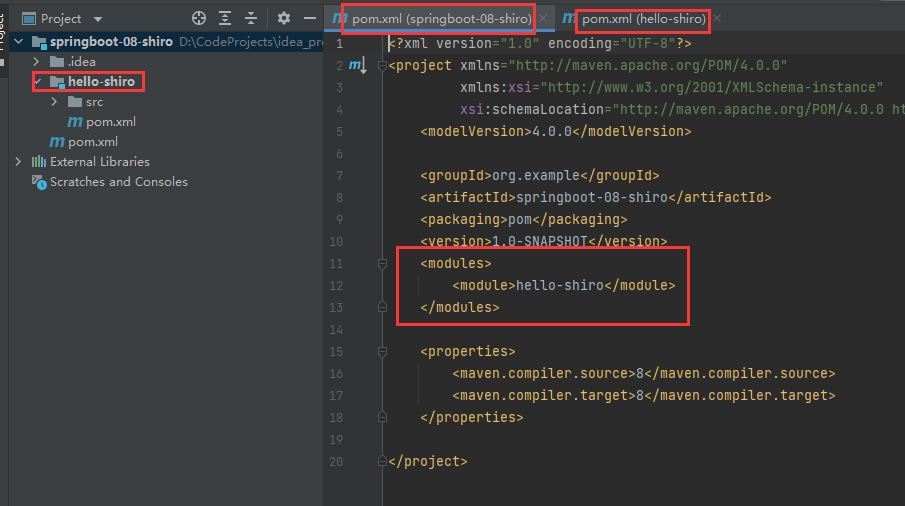 Project
Project
springboot-08-shiro D:\CodeProjects\idea_pro
.idea
hello-shiro
src
pom.xml
pom.xml
External Libraries
Scratches and Consoles
pom.xml (springboot-08-shiro)
pom.xml (hello-shiro)
1 <?xml version="1.0" encoding="UTF-8"?>
2 <project xmlns="http://maven.apache.org/POM/4.0.0"
3 xmlns:xsi="http://www.w3.org/2001/XMLSchema-instance"
4 xsi:schemaLocation="http://maven.apache.org/POM/4.0.0 ht
5 <modelVersion>4.0.0</modelVersion>
6
7 <groupId>org.example</groupId>
8 <artifactId>springboot-08-shiro</artifactId>
9 <packaging>pom</packaging>
10 <version>1.0-SNAPSHOT</version>
11 <modules>
12 <module>hello-shiro</module>
13 </modules>
14
15 <properties>
16 <maven.compiler.source>8</maven.compiler.source>
17 <maven.compiler.target>8</maven.compiler.target>
18 </properties>
19
20 </project>